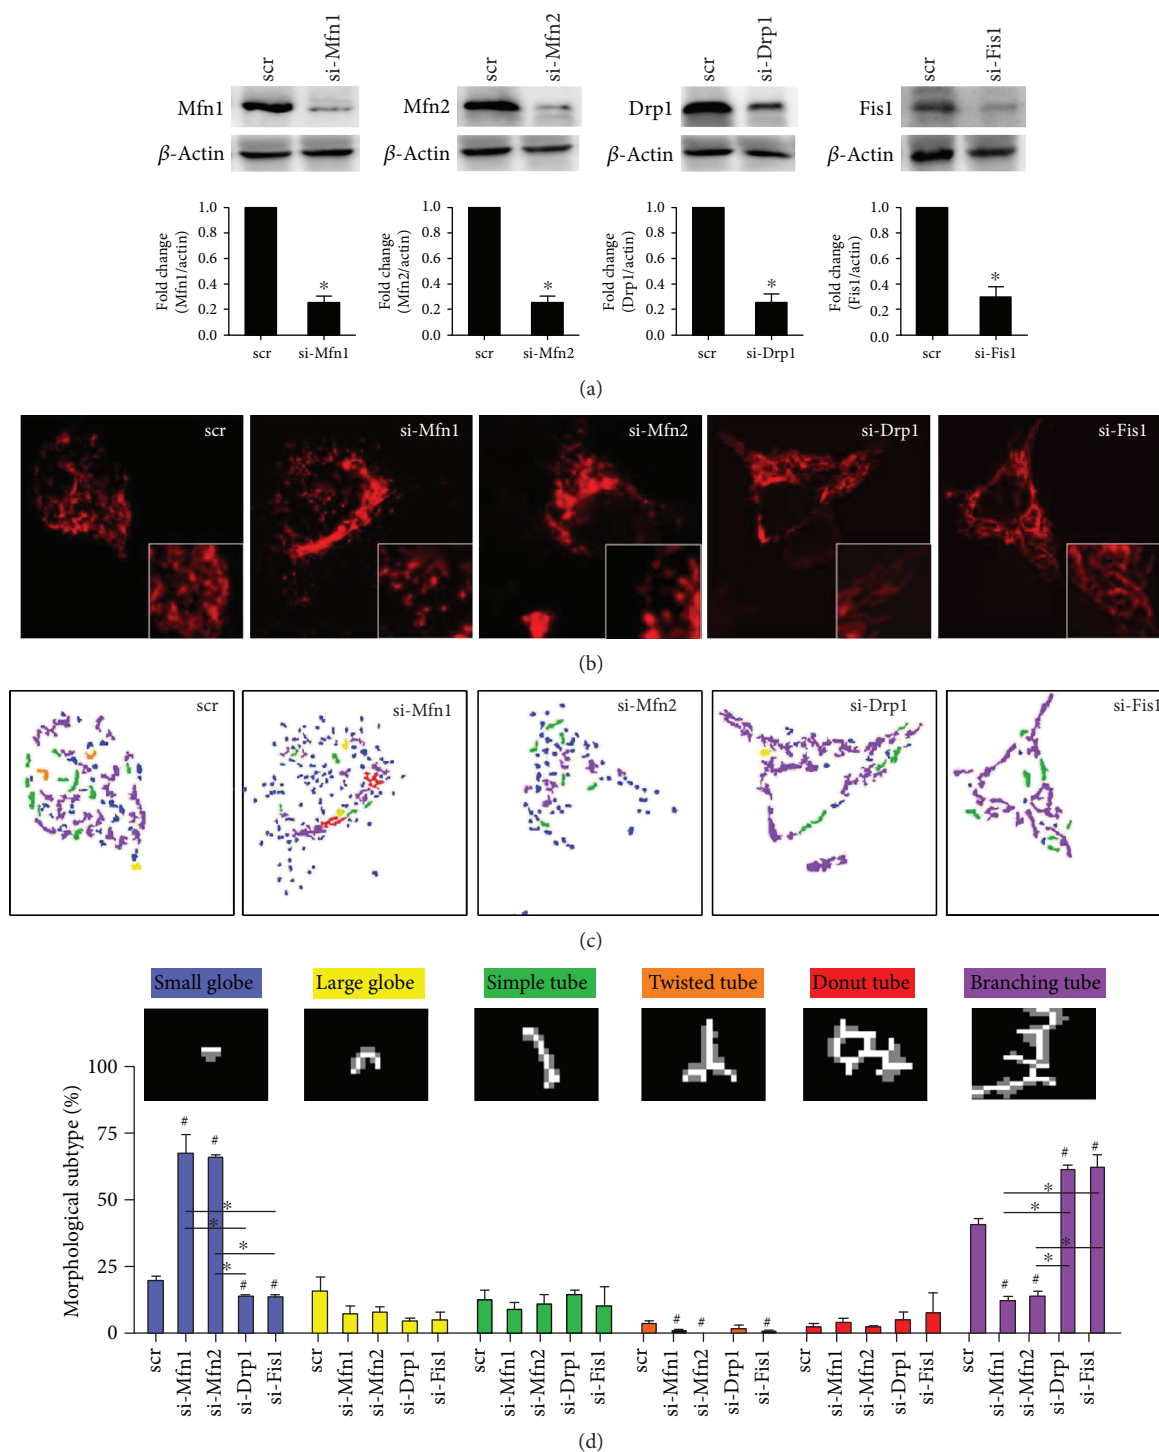 scr si-Mfn1 scr si-Mfn2 scr si-Drp1 scr si-Fis1
Mfn1 Mfn2 Drp1 Fis1
β-Actin β-Actin β-Actin β-Actin
Fold change (Mfn1/actin)
1.0
0.8
0.6
0.4
0.2
0.0
*
scr si-Mfn1
Fold change (Mfn2/actin)
1.0
0.8
0.6
0.4
0.2
0.0
*
scr si-Mfn2
Fold change (Drp1/actin)
1.0
0.8
0.6
0.4
0.2
0.0
*
scr si-Drp1
Fold change (Fis1/actin)
1.0
0.8
0.6
0.4
0.2
0.0
*
scr si-Fis1
(a)
scr si-Mfn1 si-Mfn2 si-Drp1 si-Fis1
(b)
scr si-Mfn1 si-Mfn2 si-Drp1 si-Fis1
(c)
Small globe Large globe Simple tube Twisted tube Donut tube Branching tube
Morphological subtype (%)
100
75
50
25
0
# # * * * * # #
# # #
# # * * * * # #
scr si-Mfn1 si-Mfn2 si-Drp1 si-Fis1
scr si-Mfn1 si-Mfn2 si-Drp1 si-Fis1
scr si-Mfn1 si-Mfn2 si-Drp1 si-Fis1
scr si-Mfn1 si-Mfn2 si-Drp1 si-Fis1
scr si-Mfn1 si-Mfn2 si-Drp1 si-Fis1
scr si-Mfn1 si-Mfn2 si-Drp1 si-Fis1
(d)